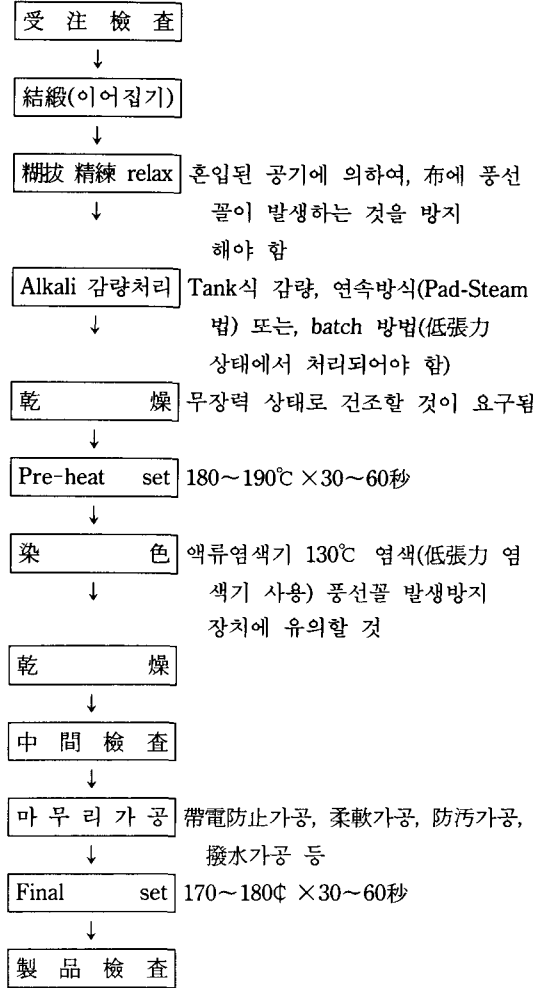 受注檢査
↓
結緞(이어집기)
↓
糊拔 精練 relax 혼입된 공기에 의하여, 布에 풍선
↓ 꼴이 발생하는 것을 방지
해야 함
Alkali 감량처리 Tank식 감량, 연속방식(Pad-Steam
↓ 법) 또는, batch 방법(低張力
상태에서 처리되어야 함)
乾燥 무장력 상태로 건조할 것이 요구됨
↓
Pre-heat set 180～190℃ ×30～60秒
↓
染色 액류염색기 130℃ 염색(低張力 염
↓ 색기 사용) 풍선꼴 발생방지
장치에 유의할 것
乾燥
↓
中間檢査
↓
마무리가공 帶電防止가공, 柔軟가공, 防汚가공,
↓ 撥水가공 등
Final set 170～180¢ ×30～60秒
↓
製品檢査